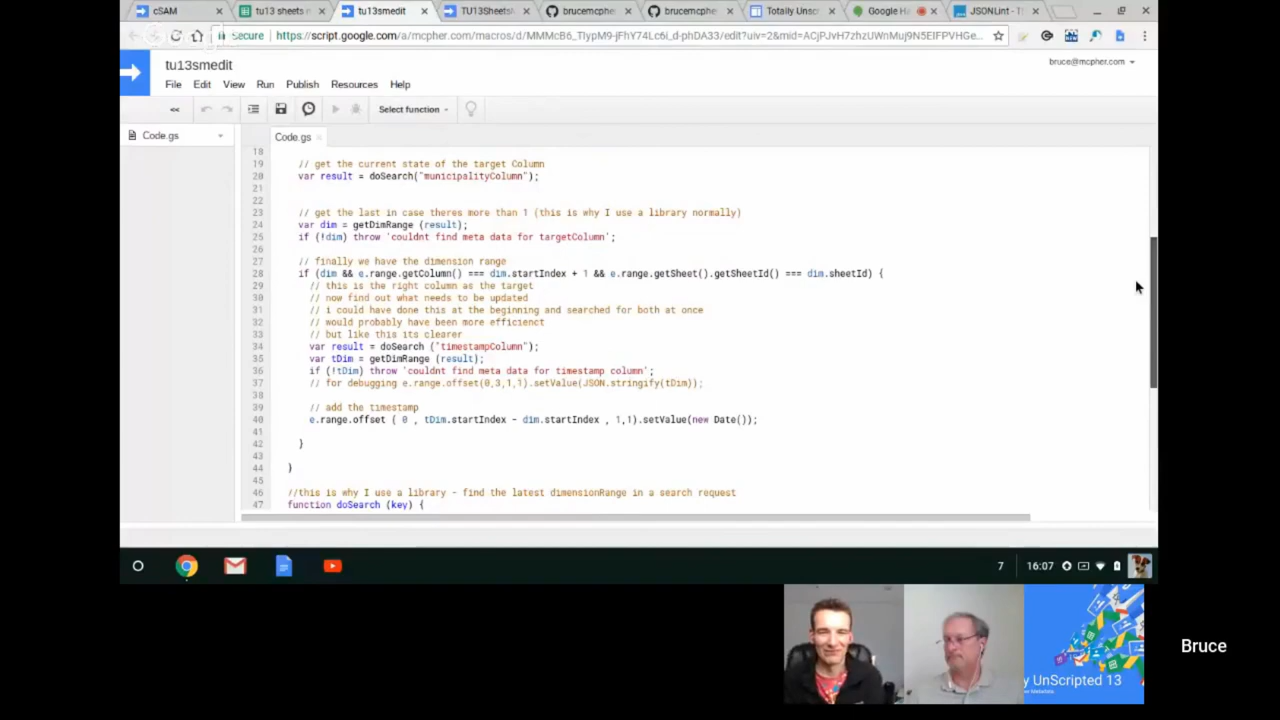 cSAM
tu13 sheets
tu13smedit
TU13Sheets
brucemcphe
brucemcphe
Totally Unsc
Google Ha
JSONLint - T
Secure
https://script.google.com/a/mcpher.com/macros/d/
tu13smedit
bruce@mcpher.com
File Edit View Run Publish Resources Help
Select function
Code.gs
Code.gs
18
19 // get the current state of the target Column
20 var result = doSearch("municipalityColumn");
21
22
23 // get the last in case theres more than 1 (this is why I use a library normally)
24 var dim = getDimRange (result);
25 if (!dim) throw 'couldnt find meta data for targetColumn';
26
27 // finally we have the dimension range
28 if (dim && e.range.getColumn() === dim.startIndex + 1 && e.range.getSheet().getSheetId() === dim.sheetId) {
29 // this is the right column as the target
30 // now find out what needs to be updated
31 // i could have done this at the beginning and searched for both at once
32 // would probably have been more efficienct
33 // but like this its clearer
34 var result = doSearch ("timestampColumn");
35 var tDim = getDimRange (result);
36 if (!tDim) throw 'couldnt find meta data for timestamp column';
37 // for debugging e.range.offset(0,3,1,1).setValue(JSON.stringify(tDim));
38
39 // add the timestamp
40 e.range.offset ( 0 , tDim.startIndex - dim.startIndex , 1,1).setValue(new Date());
41
42 }
43
44 }
45
46 //this is why I use a library - find the latest dimensionRange in a search request
47 function doSearch (key) {
7
16:07
y UnScripted 13
Bruce